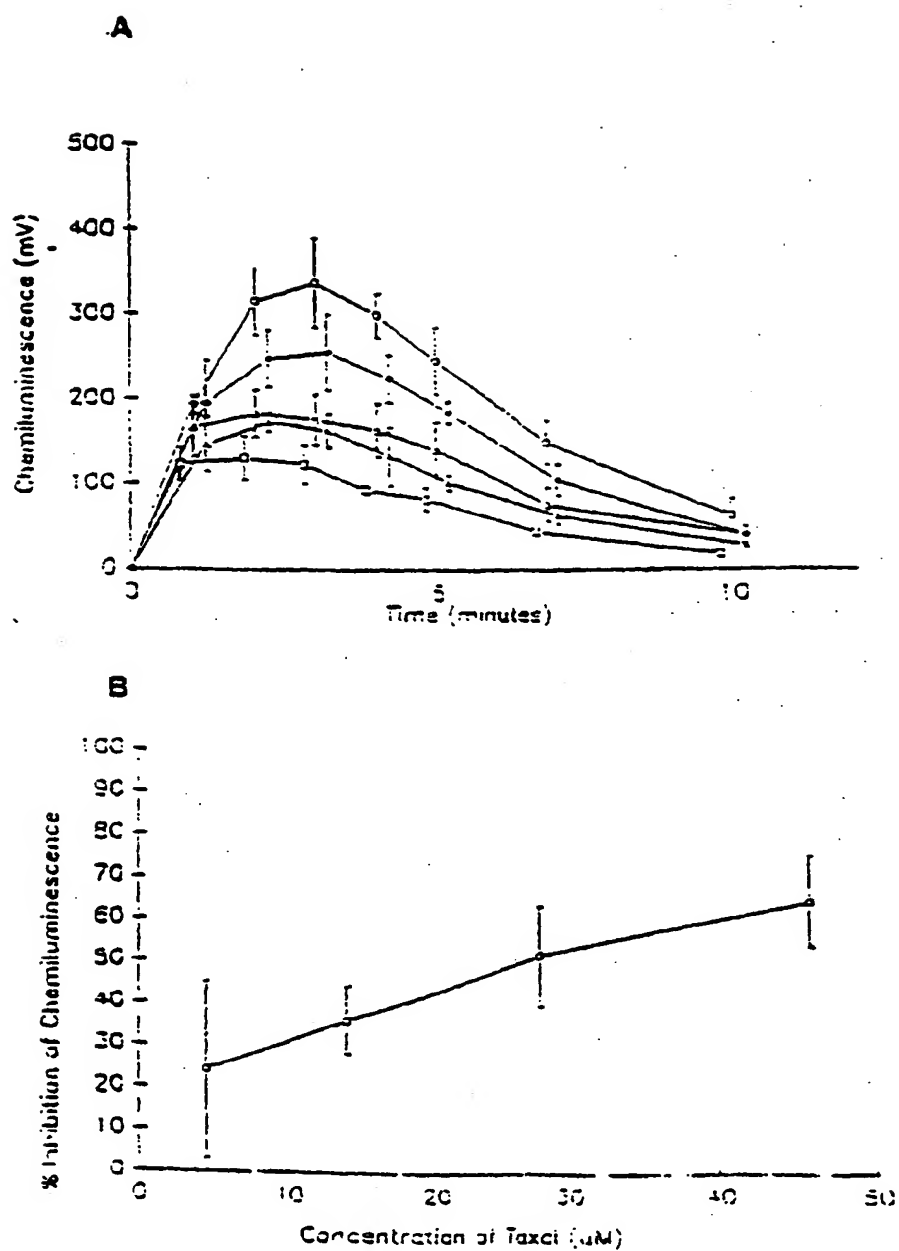 A
500
400
300
200
100
0
Chemiluminescence (mV)
0 5 10
Time (minutes)
B
100
90
80
70
60
50
40
30
20
10
0
% Inhibition of Chemiluminescence
0 10 20 30 40 50
Concentration of Taxol (uM)